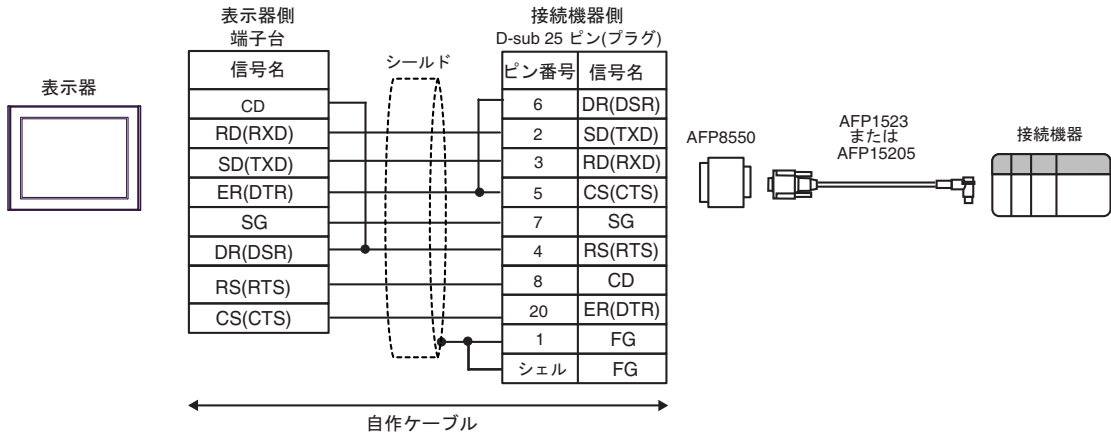 表示器
表示器側
端子台
信号名
CD
RD(RXD)
SD(TXD)
ER(DTR)
SG
DR(DSR)
RS(RTS)
CS(CTS)
シールド
接続機器側
D-sub 25 ピン(プラグ)
ピン番号 信号名
6 DR(DSR)
2 SD(TXD)
3 RD(RXD)
5 CS(CTS)
7 SG
4 RS(RTS)
8 CD
20 ER(DTR)
1 FG
シェル FG
自作ケーブル
AFP8550
AFP1523
または
AFP15205
接続機器